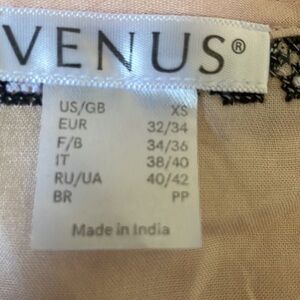 VENUS®
US/GB XS
EUR 32/34
F/B 34/36
IT 38/40
RU/UA 40/42
BR PP
Made in India